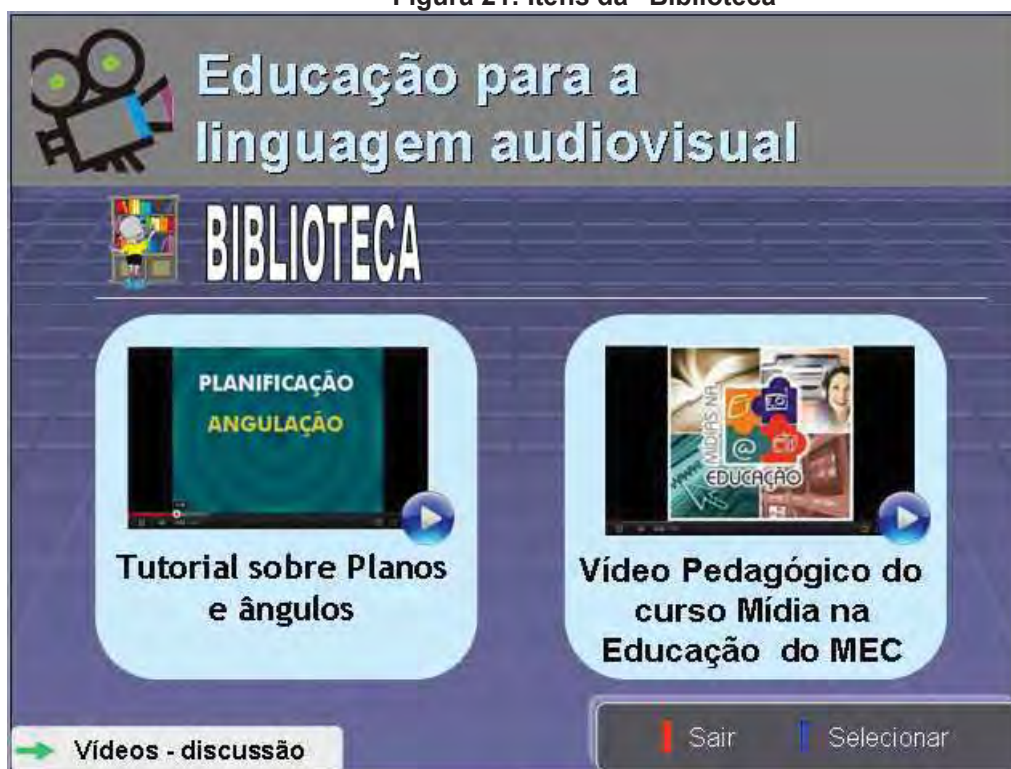 Figura 21: Itens da "Biblioteca"
Educação para a
linguagem audiovisual
BIBLIOTECA
PLANIFICAÇÃO
ANGULAÇÃO
MÍDIAS NA
EDUCAÇÃO
Tutorial sobre Planos
e ângulos
Vídeo Pedagógico do
curso Mídia na
Educação do MEC
Vídeos - discussão
Sair
Selecionar